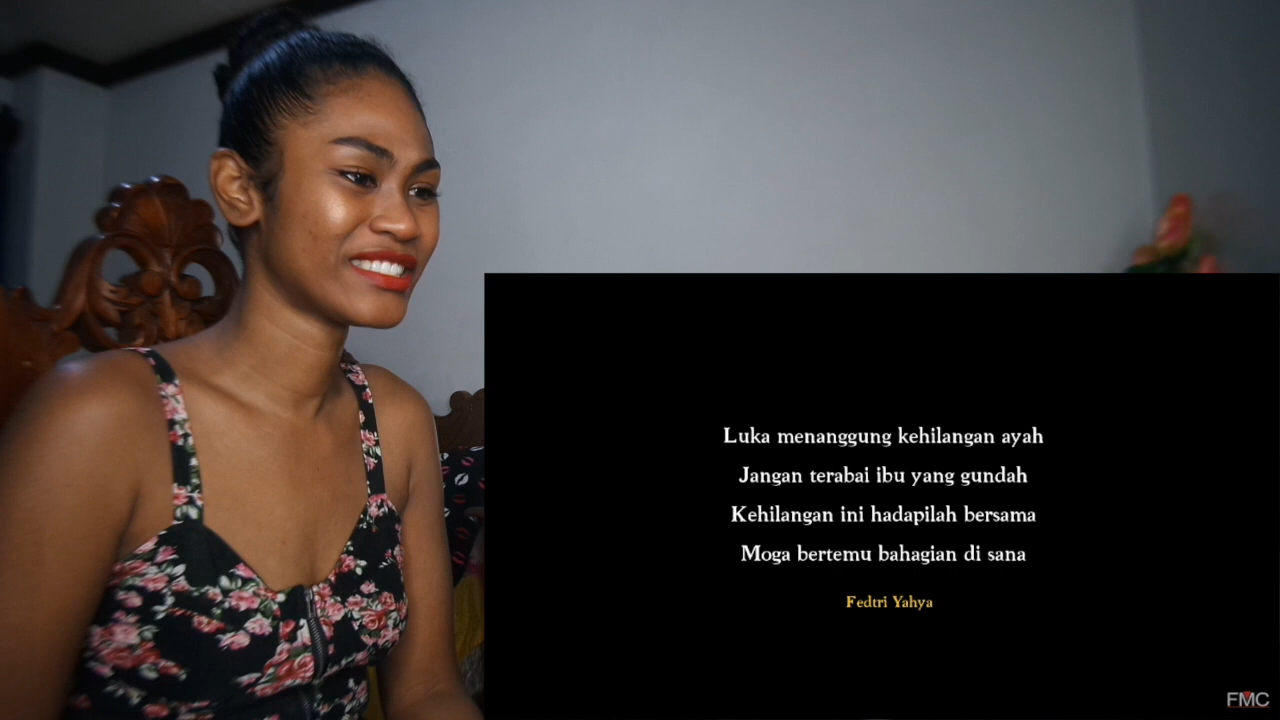 Luka menanggung kehilangan ayah
Jangan terabai ibu yang gundah
Kehilangan ini hadapilah bersama
Moga bertemu bahagian di sana
Fedtri Yahya
FMC